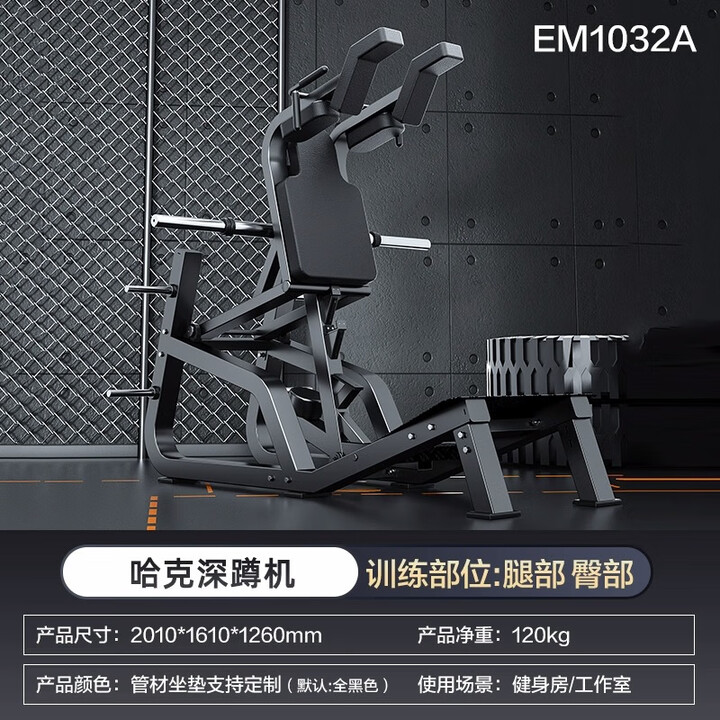 EM1032A
哈克深蹲机
训练部位:腿部 臀部
产品尺寸：2010*1610*1260mm
产品净重：120kg
产品颜色：管材坐垫支持定制（默认:全黑色）
使用场景：健身房/工作室